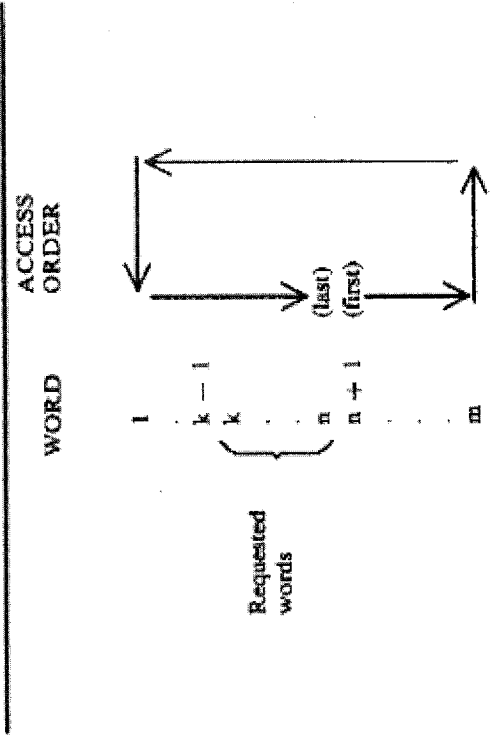 ACCESS
WORD ORDER
1
.
k − 1
k
Requested .
words .
n (last)
n + 1 (first)
.
.
.
m